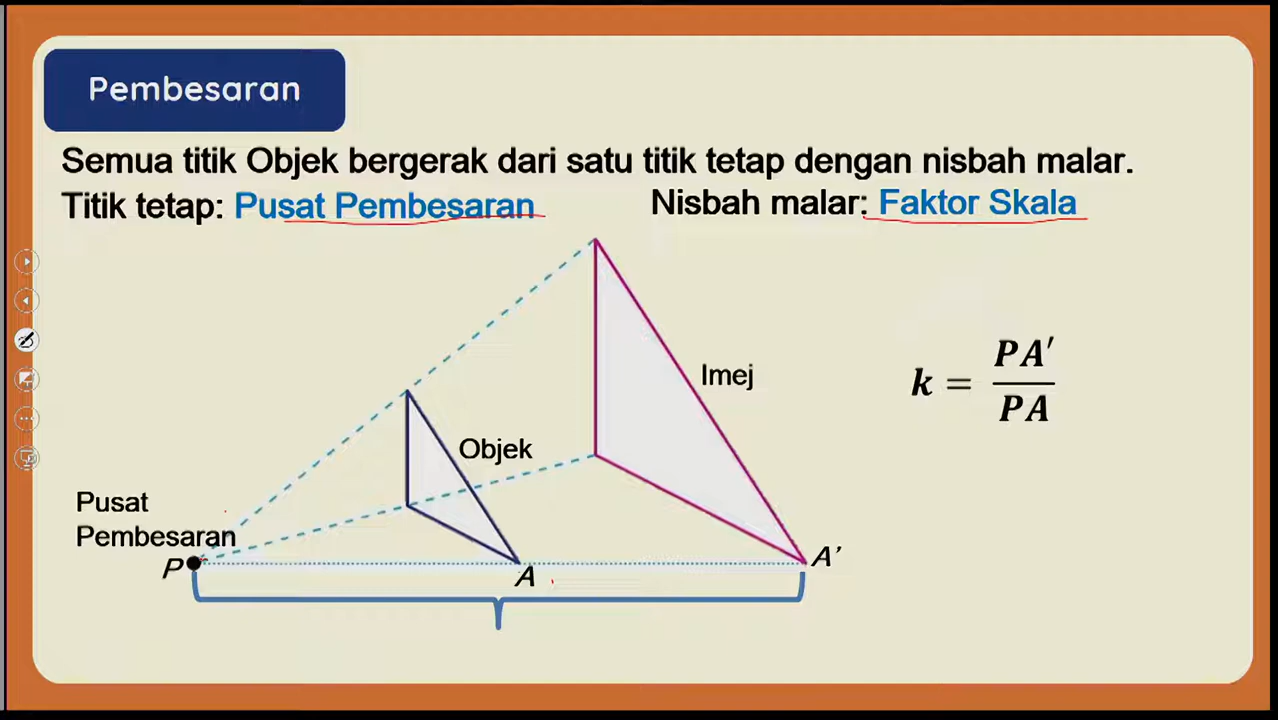 Pembesaran
Semua titik Objek bergerak dari satu titik tetap dengan nisbah malar.
Titik tetap: Pusat Pembesaran
Nisbah malar: Faktor Skala
Imej
k = PA'/PA
Objek
Pusat
Pembesaran
P
A
A'